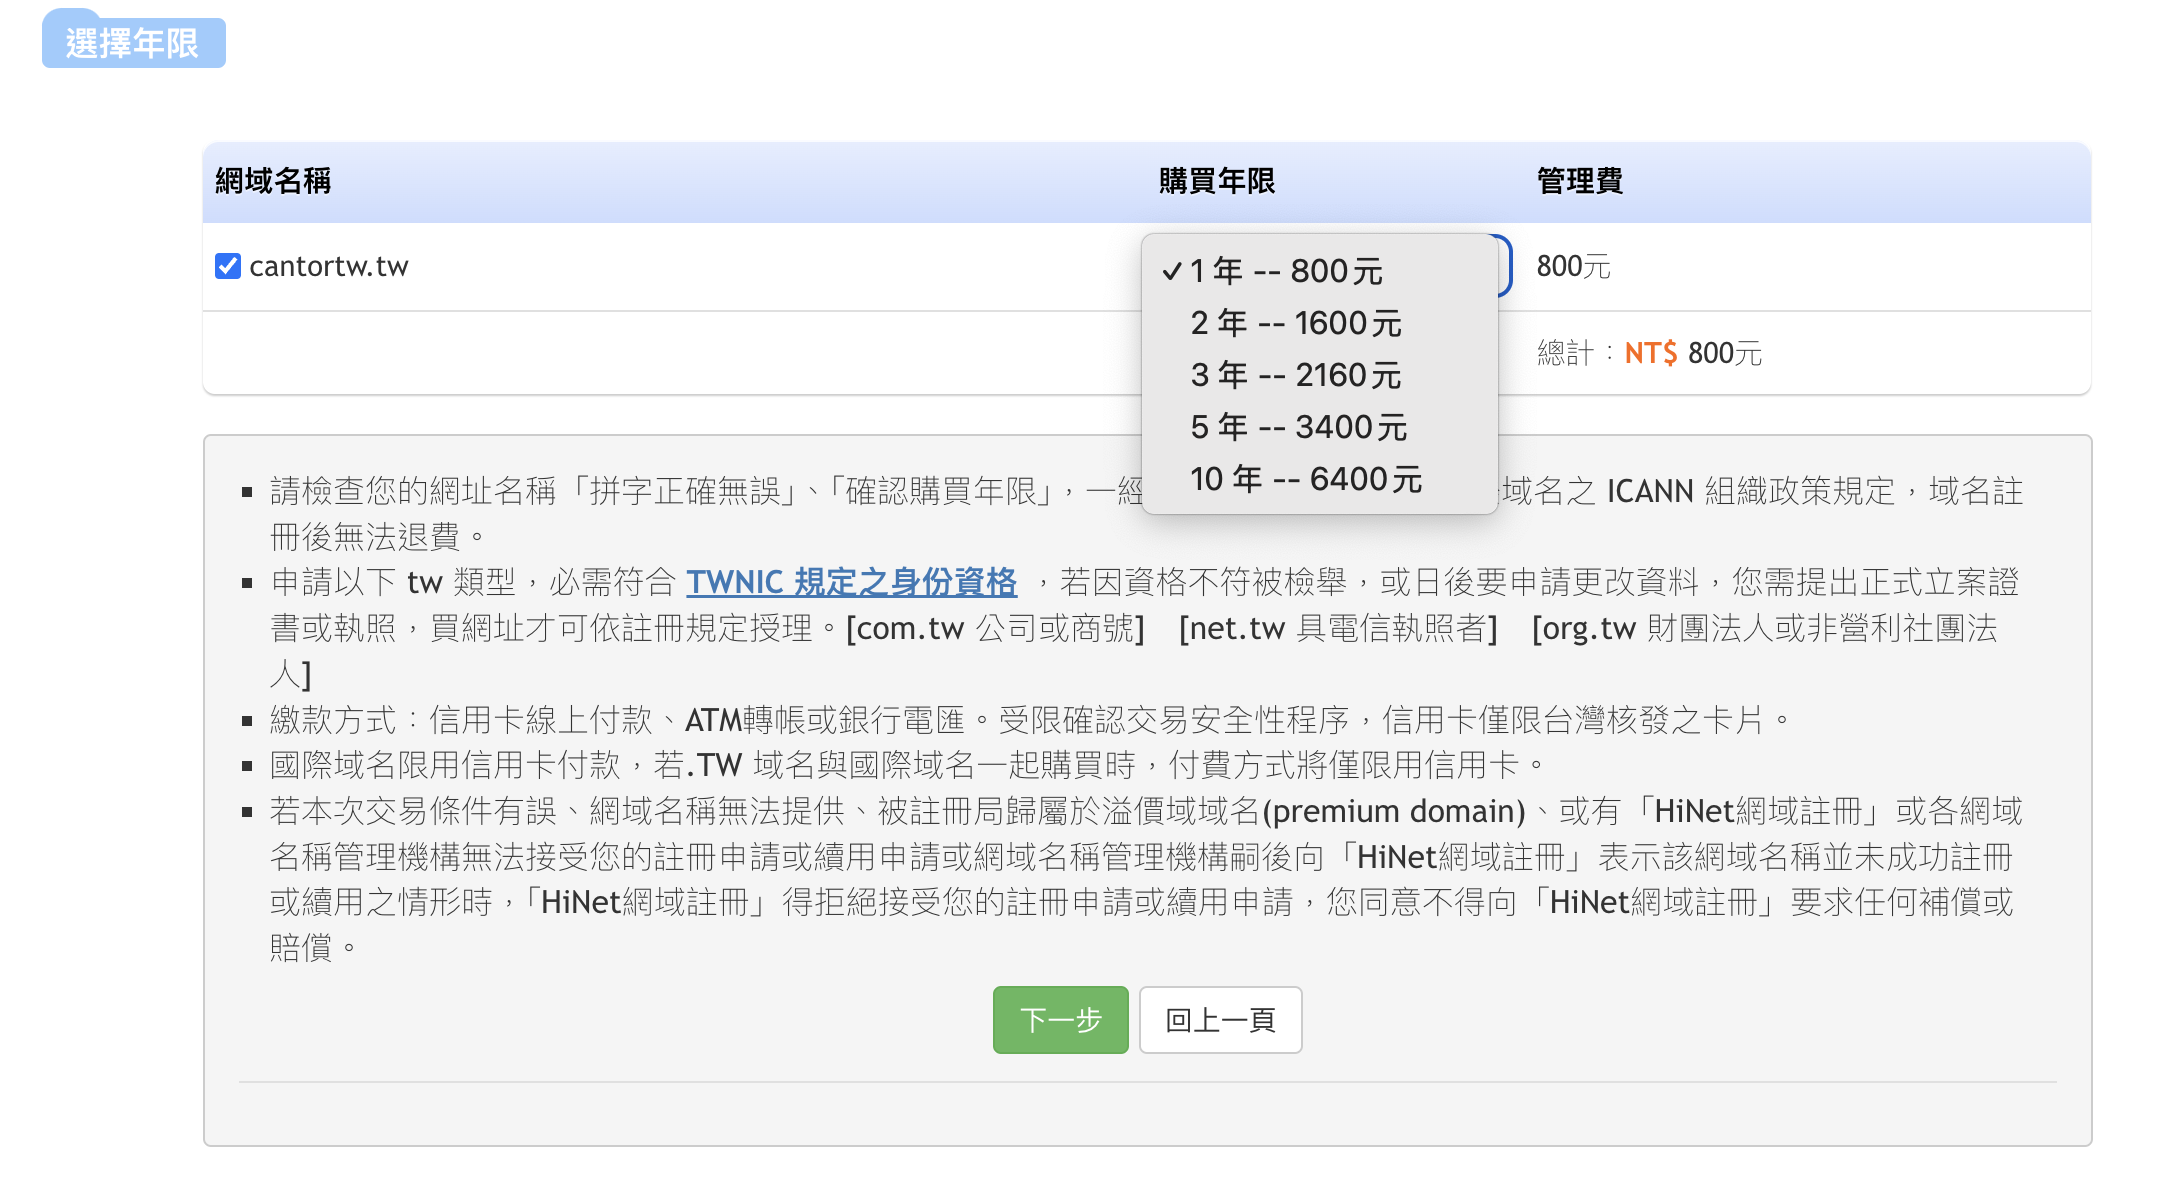 選擇年限
網域名稱 購買年限 管理費
cantortw.tw 800元
✓ 1 年 -- 800元
2 年 -- 1600元
3 年 -- 2160元
5 年 -- 3400元
10 年 -- 6400元
總計：NT$ 800元
請檢查您的網址名稱「拼字正確無誤」、「確認購買年限」，一經 域名之 ICANN 組織政策規定，域名註
冊後無法退費。
申請以下 tw 類型，必需符合 TWNIC 規定之身份資格 ，若因資格不符被檢舉，或日後要申請更改資料，您需提出正式立案證
書或執照，買網址才可依註冊規定授理。[com.tw 公司或商號] [net.tw 具電信執照者] [org.tw 財團法人或非營利社團法
人]
繳款方式：信用卡線上付款、ATM轉帳或銀行電匯。受限確認交易安全性程序，信用卡僅限台灣核發之卡片。
國際域名限用信用卡付款，若.TW 域名與國際域名一起購買時，付費方式將僅限用信用卡。
若本次交易條件有誤、網域名稱無法提供、被註冊局歸屬於溢價域域名(premium domain)、或有「HiNet網域註冊」或各網域
名稱管理機構無法接受您的註冊申請或續用申請或網域名稱管理機構嗣後向「HiNet網域註冊」表示該網域名稱並未成功註冊
或續用之情形時，「HiNet網域註冊」得拒絕接受您的註冊申請或續用申請，您同意不得向「HiNet網域註冊」要求任何補償或
賠償。
下一步 回上一頁